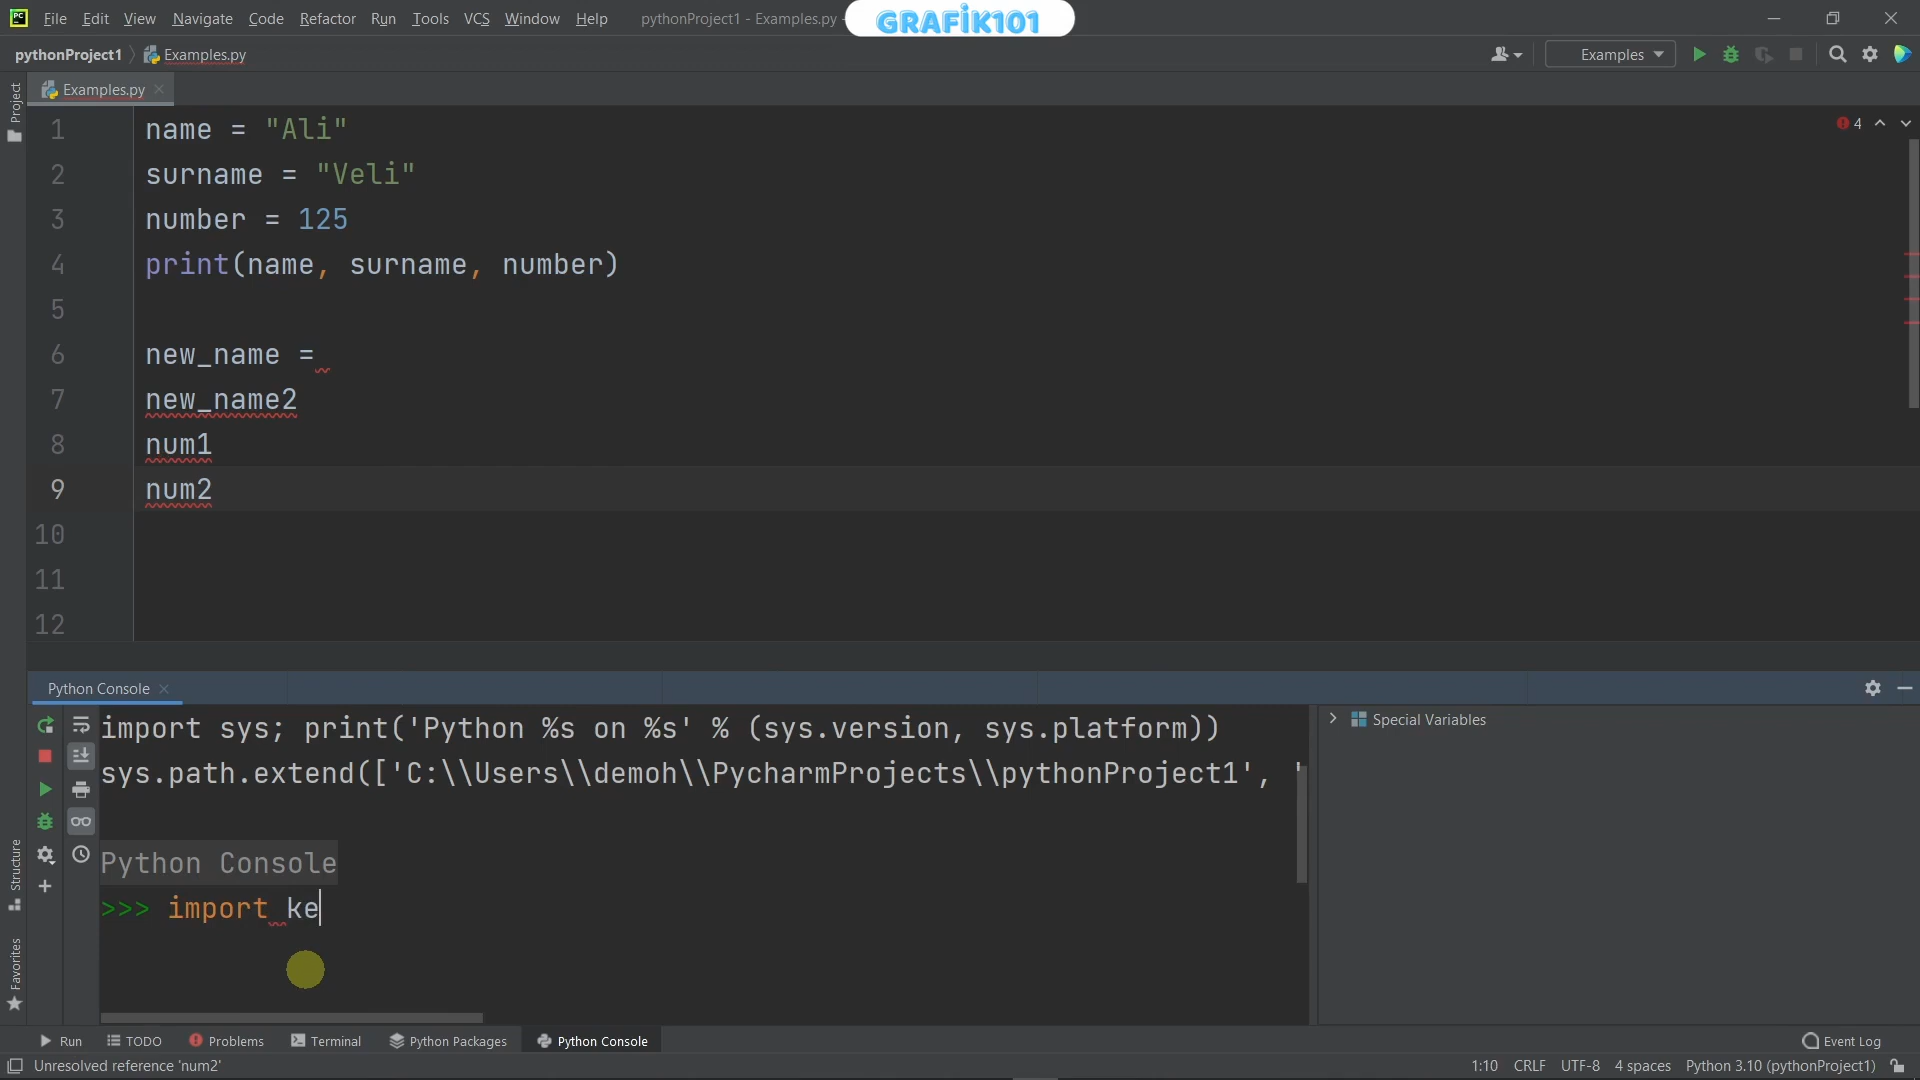 File Edit View Navigate Code Refactor Run Tools VCS Window Help pythonProject1 - Examples.py -
GRAFİK101
pythonProject1 Examples.py
Examples
Examples.py
Project
4
1 name = "Ali"
2 surname = "Veli"
3 number = 125
4 print(name, surname, number)
5
6 new_name =
7 new_name2
8 num1
9 num2
10
11
12
Python Console
import sys; print('Python %s on %s' % (sys.version, sys.platform))
sys.path.extend(['C:\\Users\\demoh\\PycharmProjects\\pythonProject1', '
Special Variables
Python Console
>>> import ke
Structure
Favorites
Run TODO Problems Terminal Python Packages Python Console Event Log
Unresolved reference 'num2' 1:10 CRLF UTF-8 4 spaces Python 3.10 (pythonProject1)